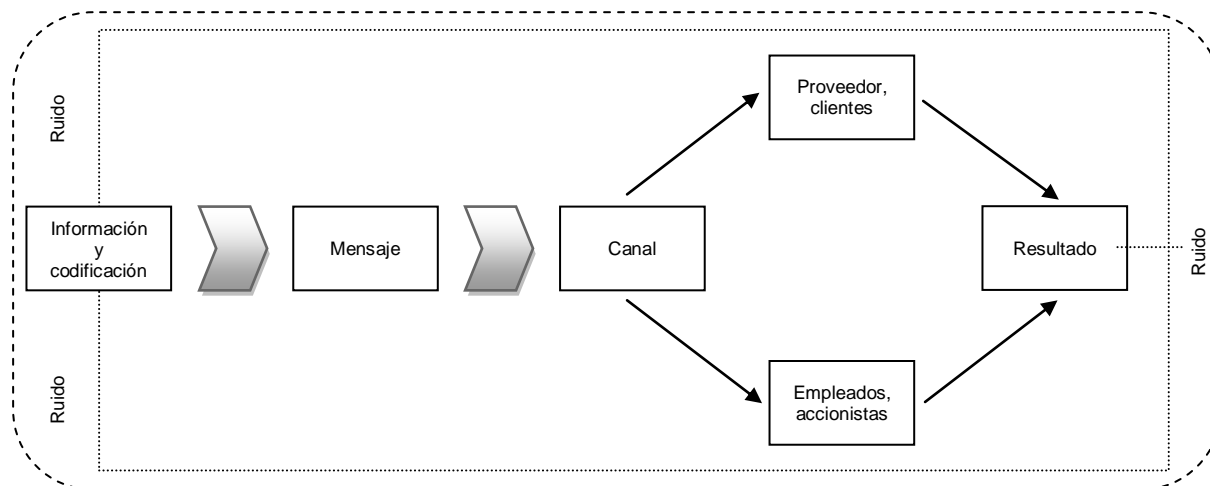 Ruido
Proveedor,
clientes
Información
y
codificación
Mensaje
Canal
Resultado
Ruido
Ruido
Empleados,
accionistas